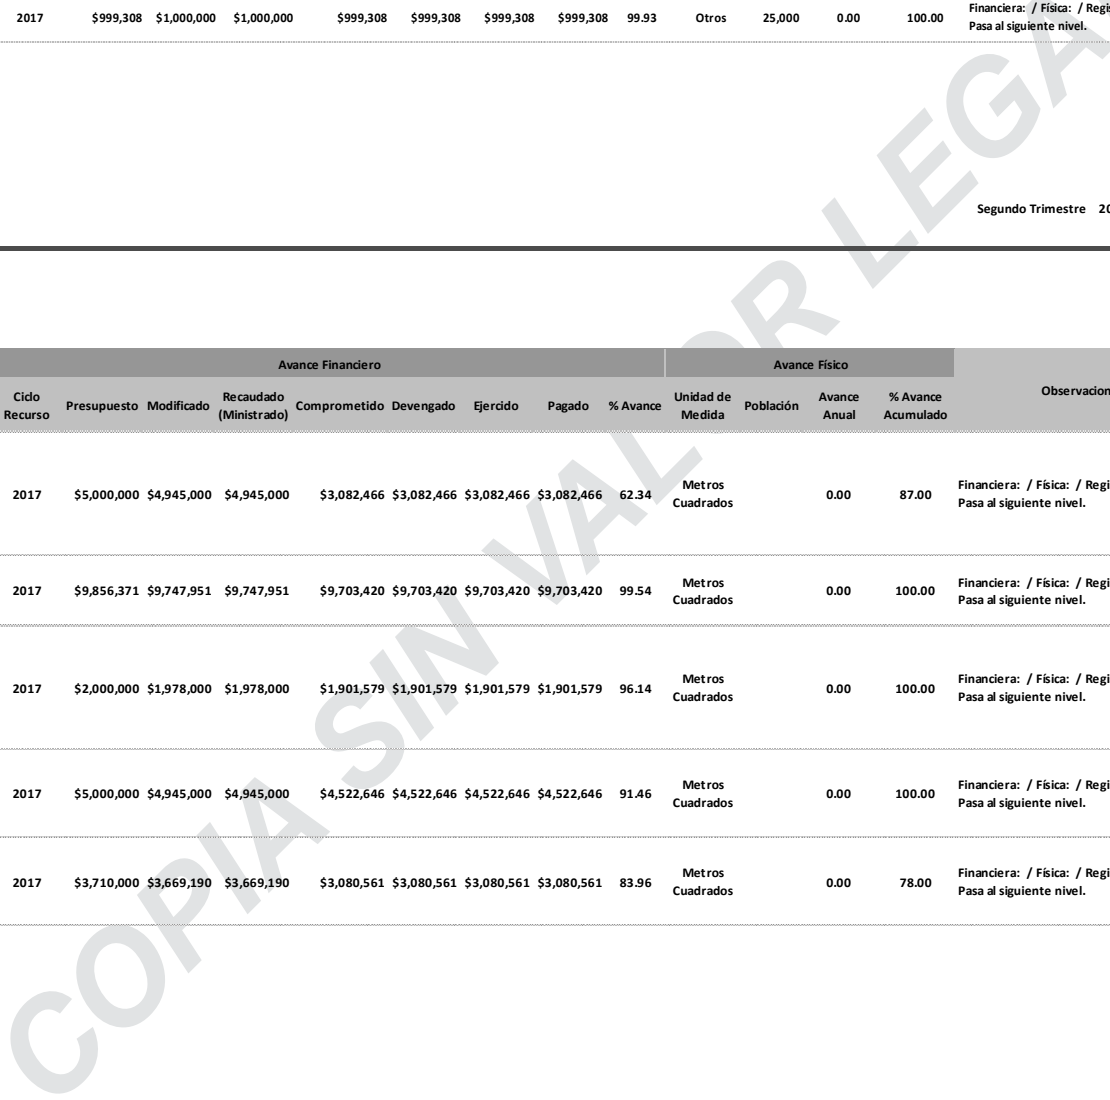 2017 $999,308 $1,000,000 $1,000,000 $999,308 $999,308 $999,308 $999,308 99.93 Otros 25,000 0.00 100.00 Financiera: / Física: / Regis
Pasa al siguiente nivel.
Segundo Trimestre 20
Avance Financiero Avance Físico
Ciclo Recurso Presupuesto Modificado Recaudado (Ministrado) Comprometido Devengado Ejercido Pagado % Avance Unidad de Medida Población Avance Anual % Avance Acumulado Observacion
2017 $5,000,000 $4,945,000 $4,945,000 $3,082,466 $3,082,466 $3,082,466 $3,082,466 62.34 Metros Cuadrados 0.00 87.00 Financiera: / Física: / Regi
Pasa al siguiente nivel.
2017 $9,856,371 $9,747,951 $9,747,951 $9,703,420 $9,703,420 $9,703,420 $9,703,420 99.54 Metros Cuadrados 0.00 100.00 Financiera: / Física: / Regi
Pasa al siguiente nivel.
2017 $2,000,000 $1,978,000 $1,978,000 $1,901,579 $1,901,579 $1,901,579 $1,901,579 96.14 Metros Cuadrados 0.00 100.00 Financiera: / Física: / Regi
Pasa al siguiente nivel.
2017 $5,000,000 $4,945,000 $4,945,000 $4,522,646 $4,522,646 $4,522,646 $4,522,646 91.46 Metros Cuadrados 0.00 100.00 Financiera: / Física: / Regi
Pasa al siguiente nivel.
2017 $3,710,000 $3,669,190 $3,669,190 $3,080,561 $3,080,561 $3,080,561 $3,080,561 83.96 Metros Cuadrados 0.00 78.00 Financiera: / Física: / Regi
Pasa al siguiente nivel.
COPIA SIN VALOR LEGA